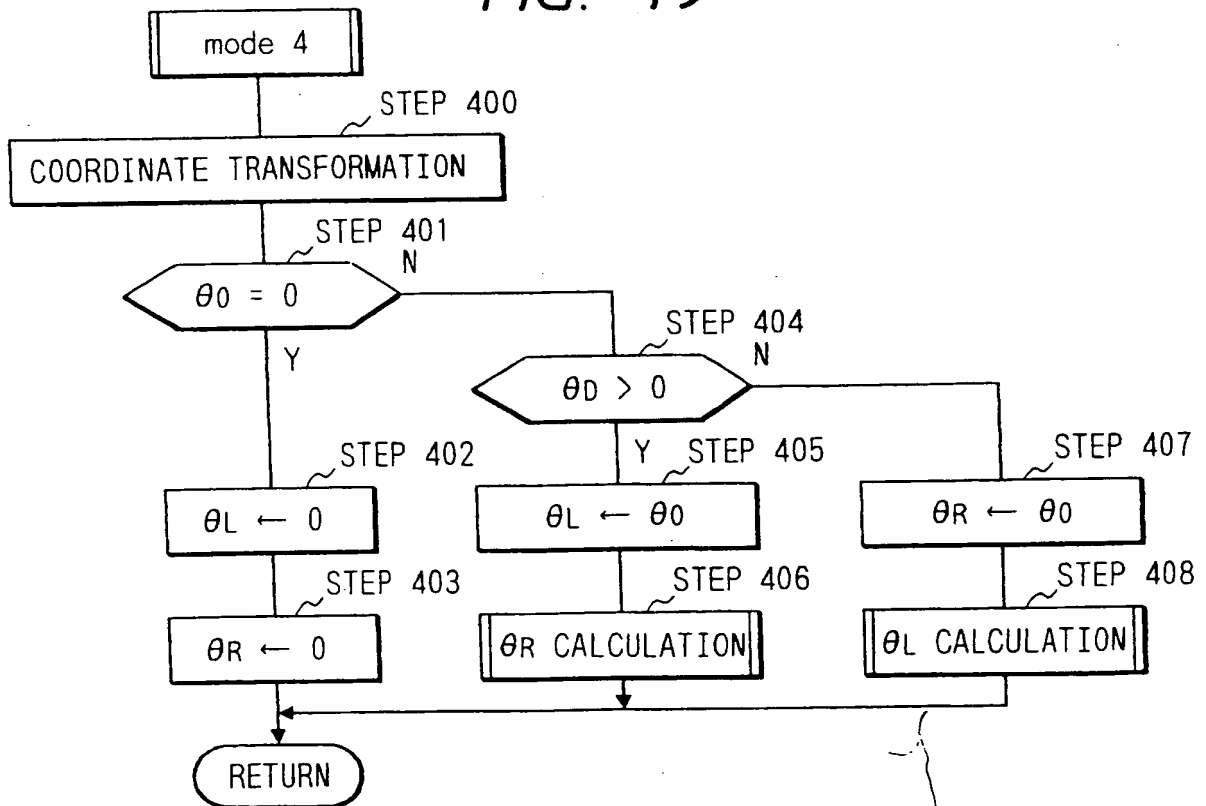 mode 4
STEP 400
COORDINATE TRANSFORMATION
STEP 401
θ0 = 0
N
Y
STEP 404
θD > 0
N
Y
STEP 402
θL ← 0
STEP 405
θL ← θ0
STEP 407
θR ← θ0
STEP 403
θR ← 0
STEP 406
θR CALCULATION
STEP 408
θL CALCULATION
RETURN